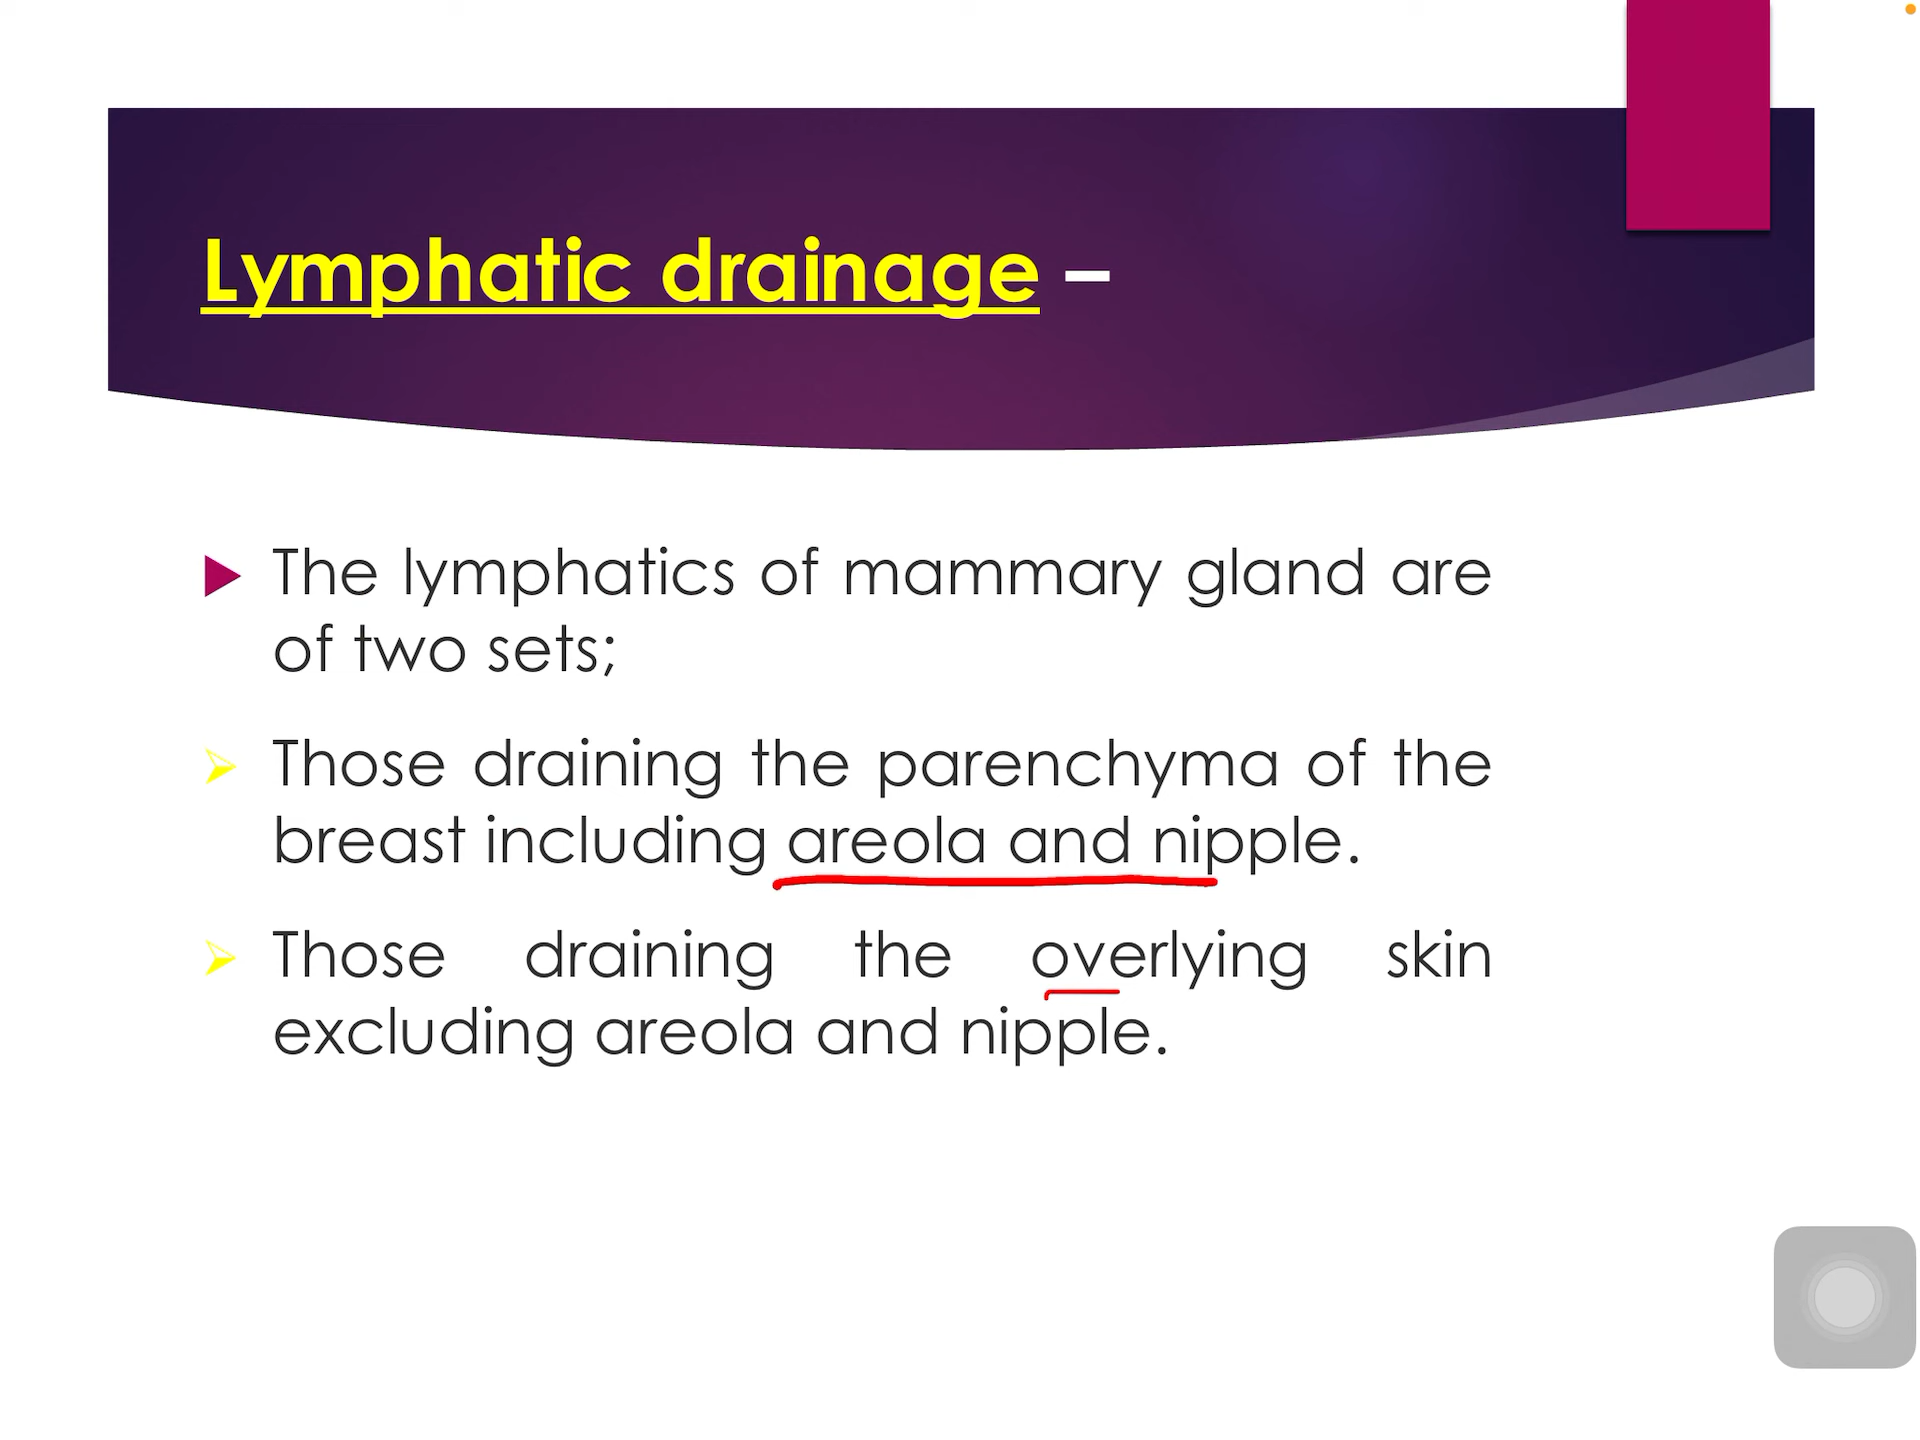 Lymphatic drainage –
The lymphatics of mammary gland are
of two sets;
Those draining the parenchyma of the
breast including areola and nipple.
Those draining the overlying skin
excluding areola and nipple.